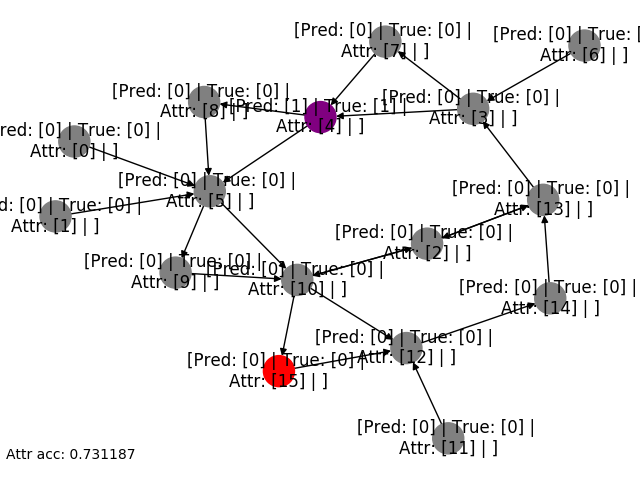 [Pred: [0] | True: [0] |
Attr: [7] | ]
[Pred: [0] | True: [
Attr: [6] | ]
[Pred: [0] | True: [0] |
Attr: [8] | ]
[Pred: [1] | True: [1] |
Attr: [4] | ]
[Pred: [0] | True: [0] |
Attr: [3] | ]
red: [0] | True: [0] |
Attr: [0] | ]
[Pred: [0] | True: [0] |
Attr: [5] | ]
d: [0] | True: [0] |
Attr: [1] | ]
[Pred: [0] | True: [0] |
Attr: [13] | ]
[Pred: [0] | True: [0] |
Attr: [2] | ]
[Pred: [0] | True: [0] |
Attr: [9] | ]
[Pred: [0] | True: [0] |
Attr: [10] | ]
[Pred: [0] | True: [0] |
Attr: [14] | ]
[Pred: [0] | True: [0] |
Attr: [12] | ]
[Pred: [0] | True: [0] |
Attr: [15] | ]
[Pred: [0] | True: [0] |
Attr: [11] | ]
Attr acc: 0.731187